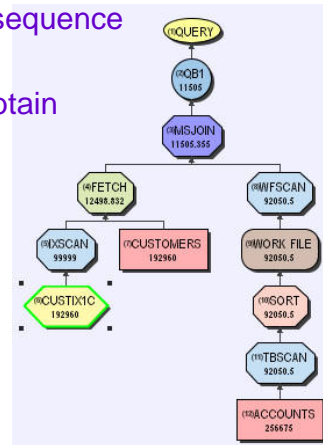 sequence
otain
(1)QUERY
(2)QB1
11505
(3)MSJOIN
11505.355
(4)FETCH
12498.832
(8)WFSCAN
92050.5
(5)IXSCAN
99999
(7)CUSTOMERS
192960
(9)WORK FILE
92050.5
(6)CUSTIX1C
192960
(10)SORT
92050.5
(11)TBSCAN
92050.5
(12)ACCOUNTS
256675